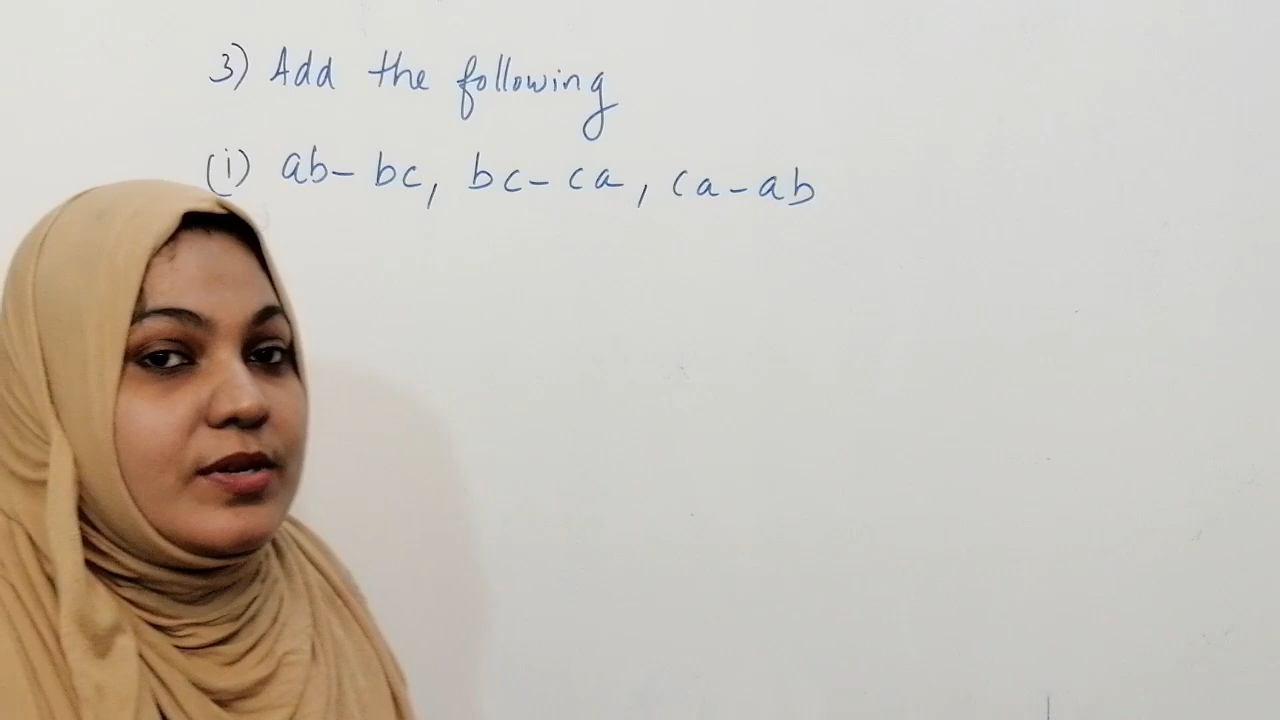 3) Add the following
(i) ab - bc, bc - ca, ca - ab